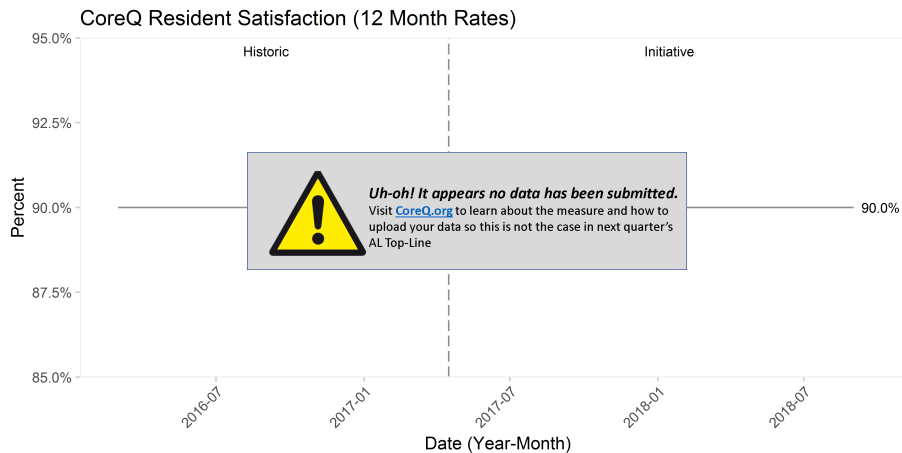 CoreQ Resident Satisfaction (12 Month Rates)
95.0%
Historic
Initiative
92.5%
Uh-oh! It appears no data has been submitted.
Visit CoreQ.org to learn about the measure and how to
upload your data so this is not the case in next quarter's
AL Top-Line
90.0%
90.0%
87.5%
85.0%
Percent
2016-07
2017-01
2017-07
2018-01
2018-07
Date (Year-Month)